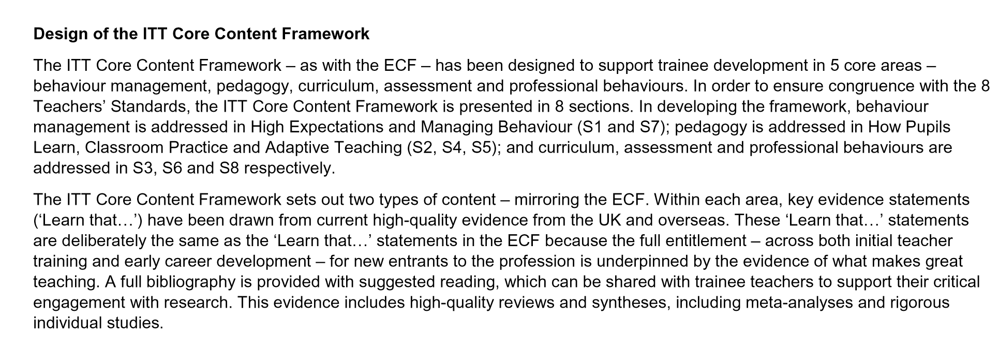 Design of the ITT Core Content Framework
The ITT Core Content Framework – as with the ECF – has been designed to support trainee development in 5 core areas –
behaviour management, pedagogy, curriculum, assessment and professional behaviours. In order to ensure congruence with the 8
Teachers’ Standards, the ITT Core Content Framework is presented in 8 sections. In developing the framework, behaviour
management is addressed in High Expectations and Managing Behaviour (S1 and S7); pedagogy is addressed in How Pupils
Learn, Classroom Practice and Adaptive Teaching (S2, S4, S5); and curriculum, assessment and professional behaviours are
addressed in S3, S6 and S8 respectively.
The ITT Core Content Framework sets out two types of content – mirroring the ECF. Within each area, key evidence statements
(‘Learn that…’) have been drawn from current high-quality evidence from the UK and overseas. These ‘Learn that…’ statements
are deliberately the same as the ‘Learn that…’ statements in the ECF because the full entitlement – across both initial teacher
training and early career development – for new entrants to the profession is underpinned by the evidence of what makes great
teaching. A full bibliography is provided with suggested reading, which can be shared with trainee teachers to support their critical
engagement with research. This evidence includes high-quality reviews and syntheses, including meta-analyses and rigorous
individual studies.